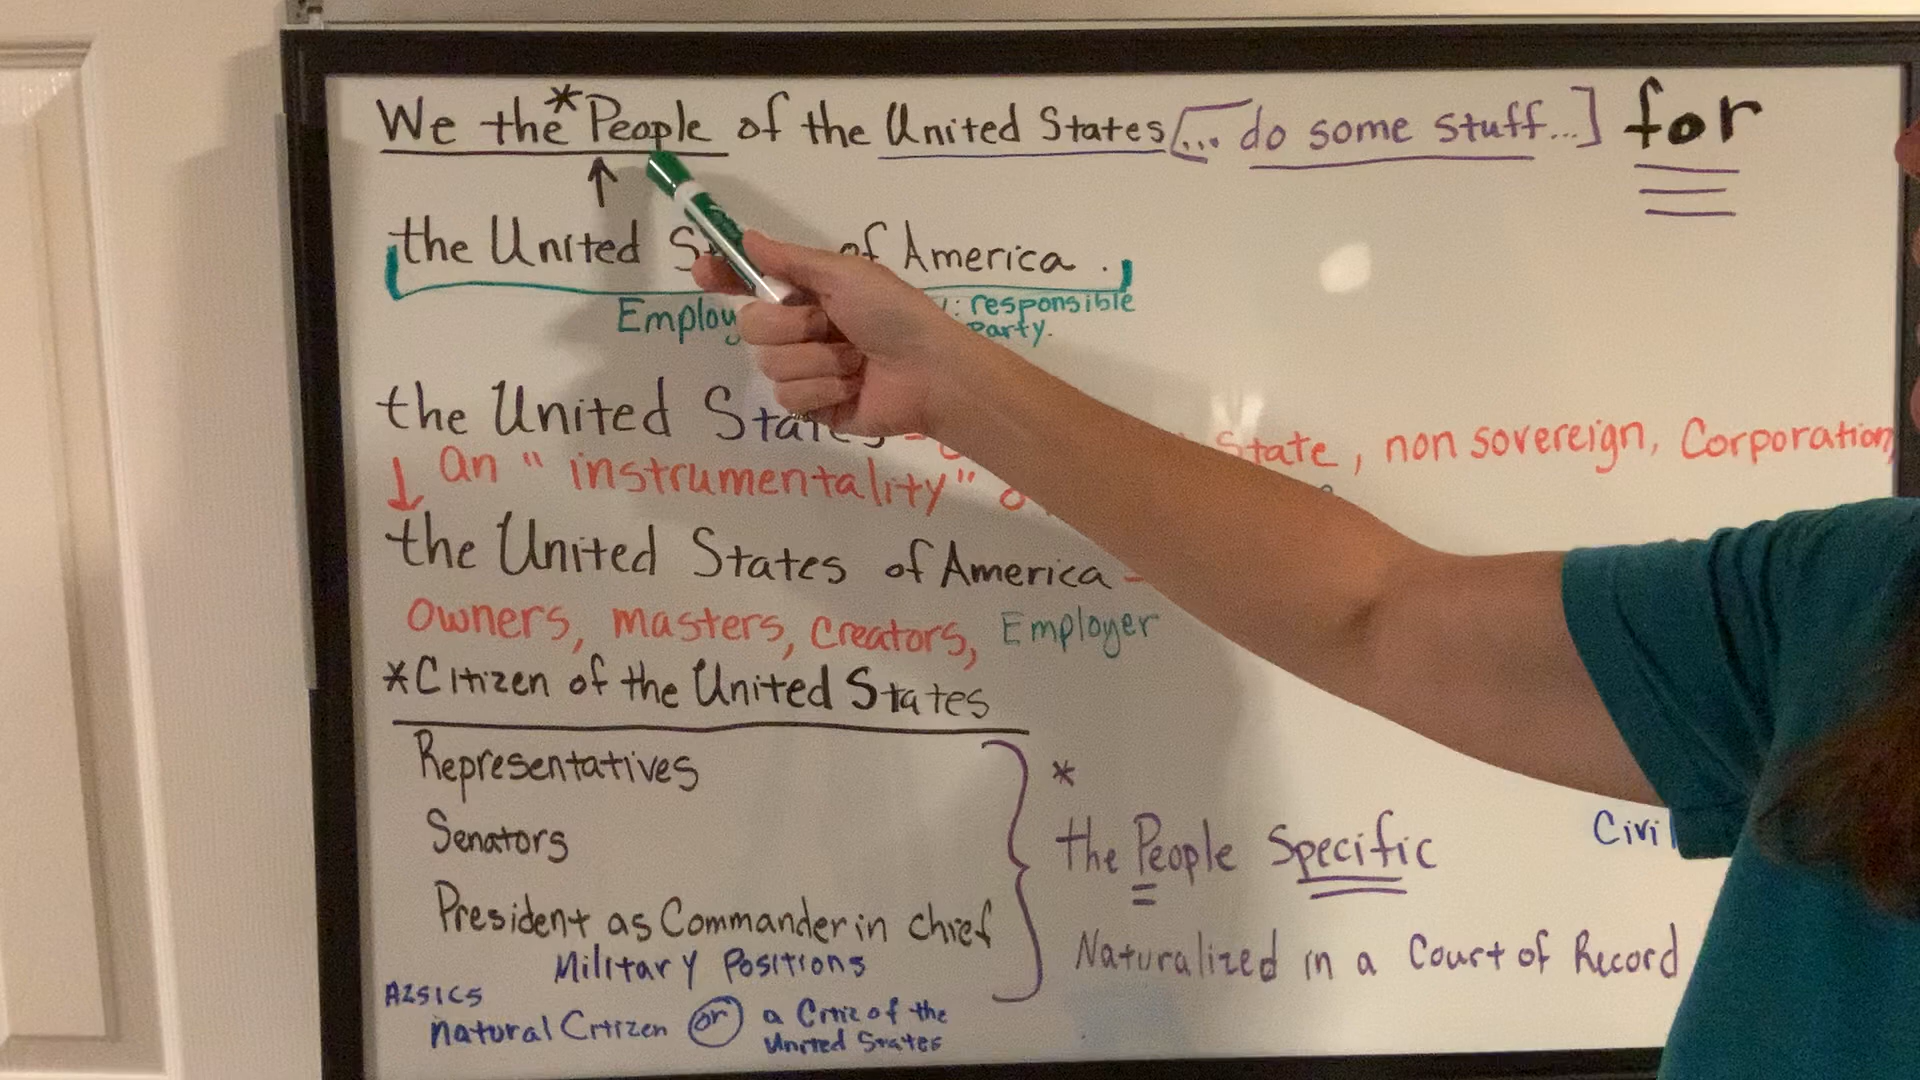 We the *People of the United States [... do some stuff...] for
the United of America.
responsible
party.
the United States
State, non sovereign, Corporation,
an "instrumentality"
the United States of America -
owners, masters, creators, Employer
*Citizen of the United States
Representatives
Senators
President as Commander in chief
Military Positions
*
the People Specific
Civil
Naturalized in a Court of Record
A2S1C5
natural Citizen or a Citiz of the
United States